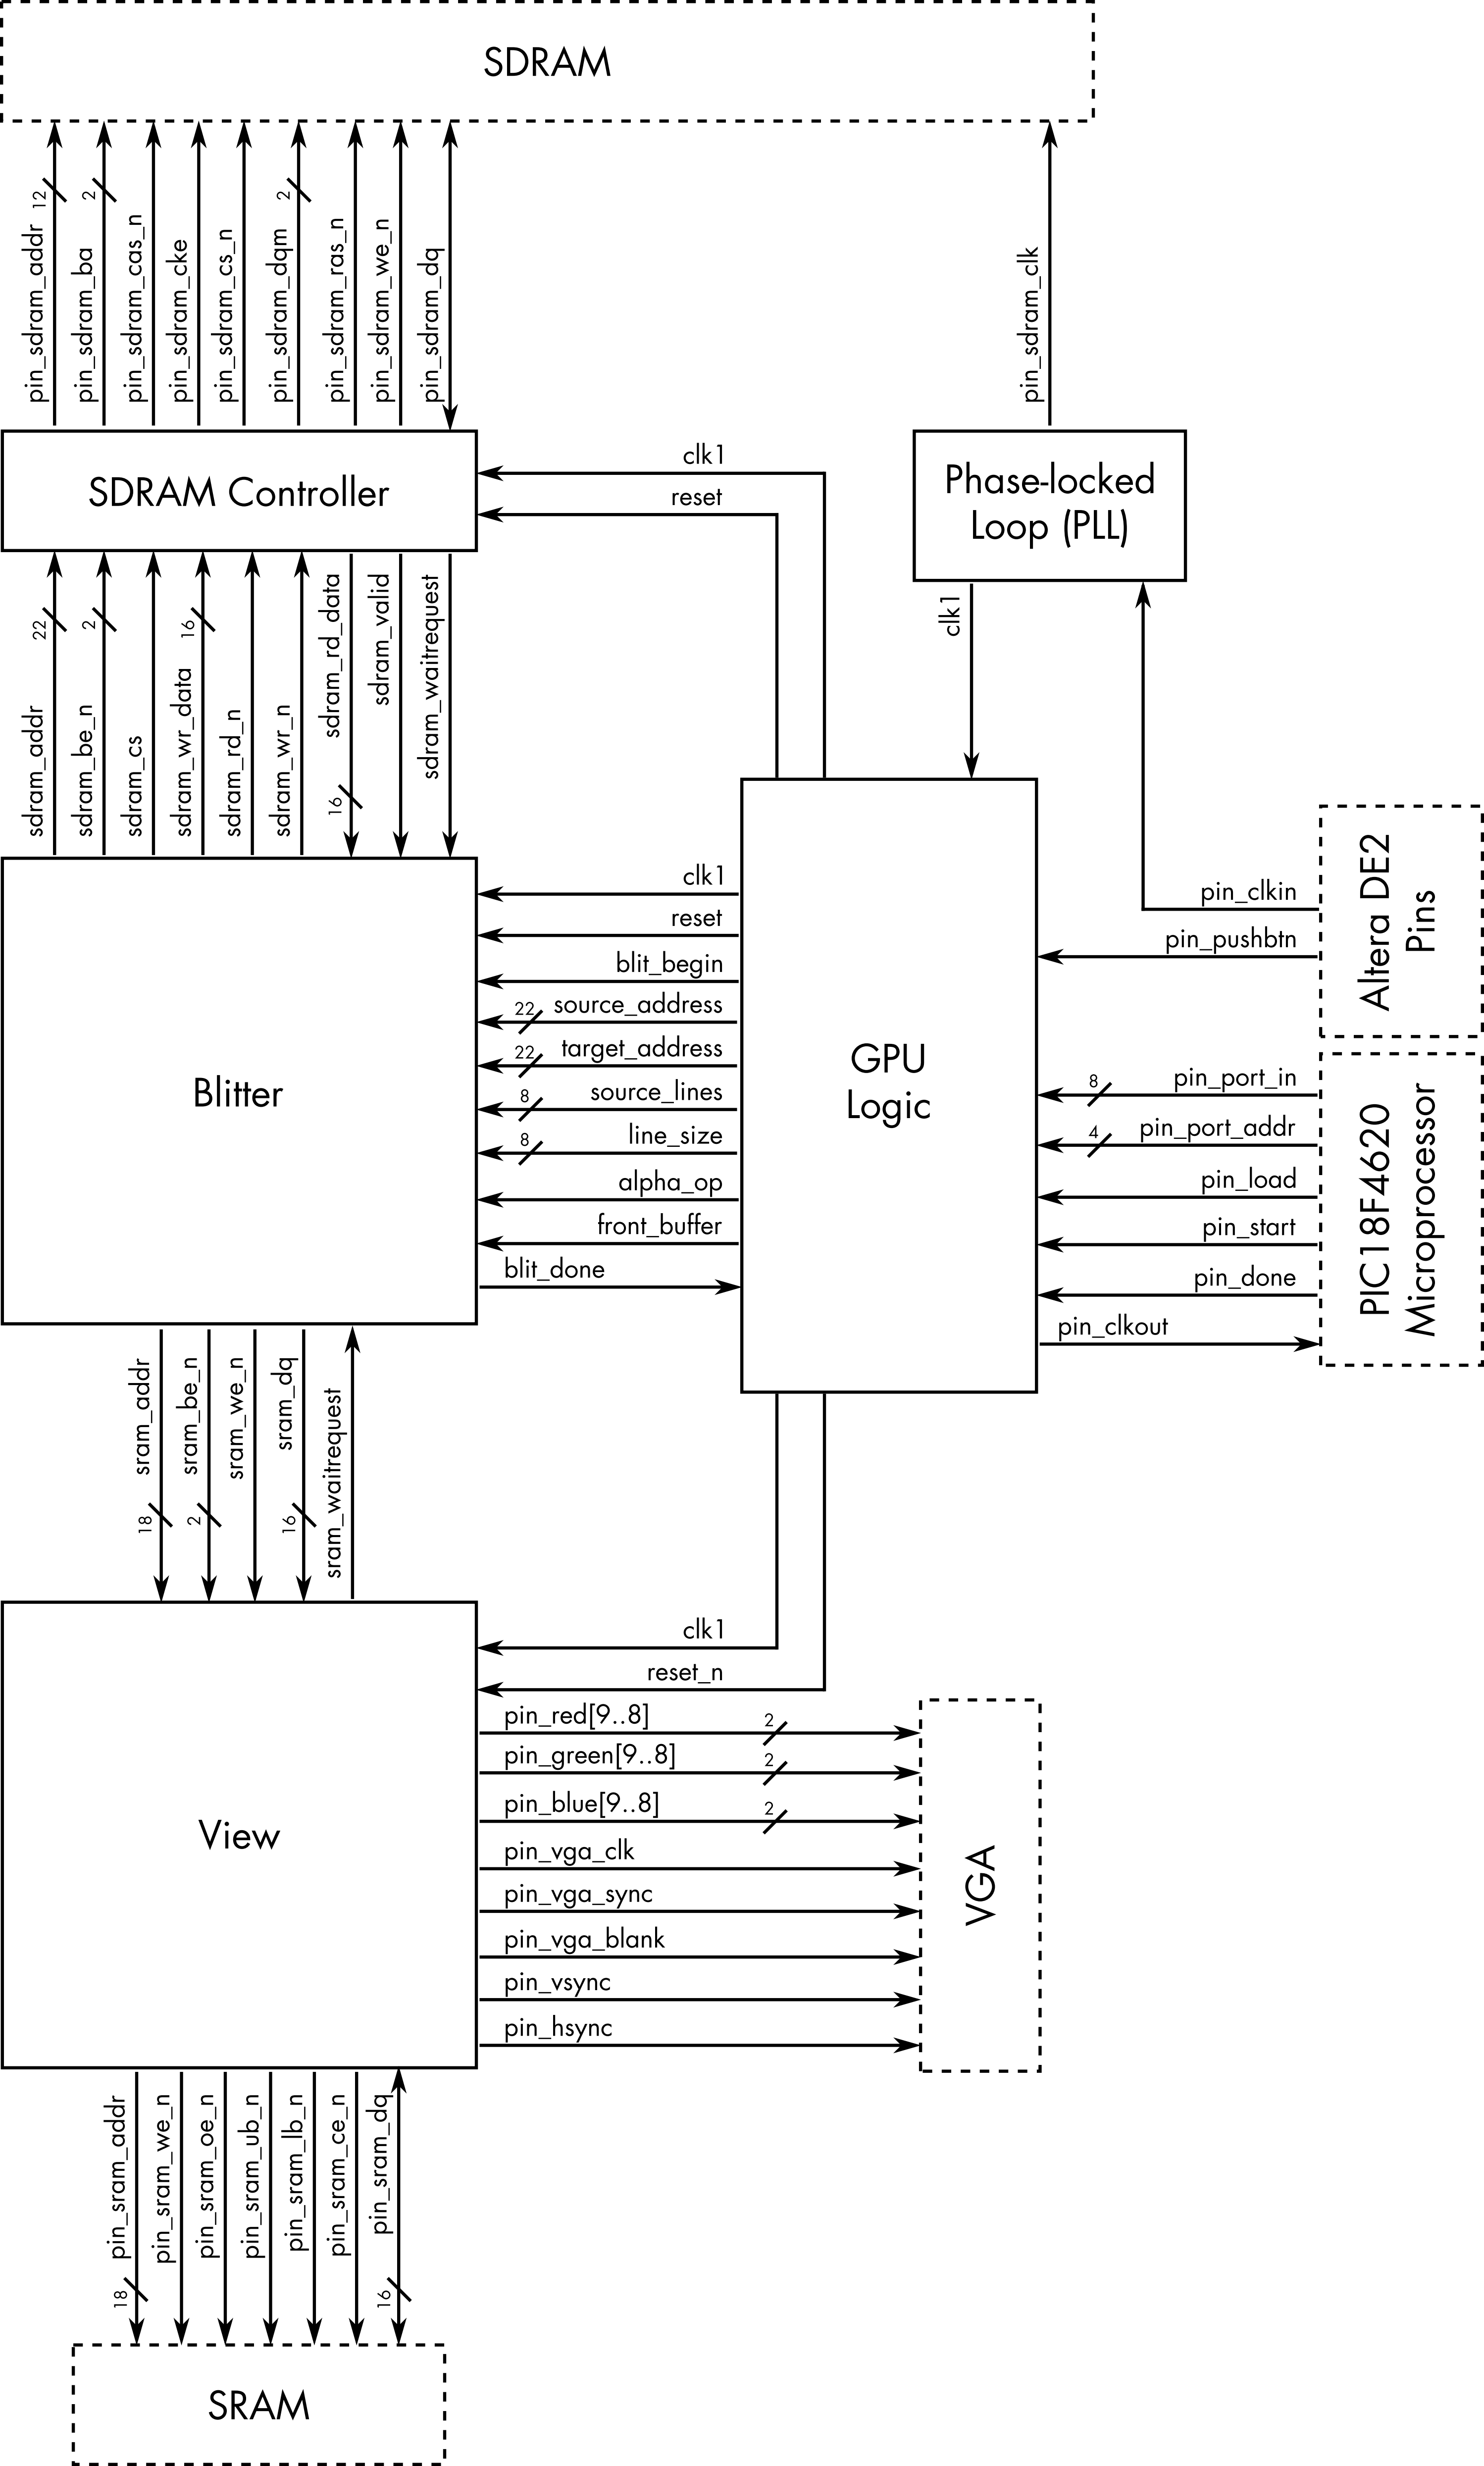 SDRAM
12
2
2
pin_sdram_addr
pin_sdram_ba
pin_sdram_cas_n
pin_sdram_cke
pin_sdram_cs_n
pin_sdram_dqm
pin_sdram_ras_n
pin_sdram_we_n
pin_sdram_dq
pin_sdram_clk
SDRAM Controller
clk1
reset
Phase-locked
Loop (PLL)
clk1
22
2
16
sdram_addr
sdram_be_n
sdram_cs
sdram_wr_data
sdram_rd_n
sdram_wr_n
sdram_rd_data
16
sdram_valid
sdram_waitrequest
Blitter
clk1
reset
blit_begin
22
source_address
22
target_address
8
source_lines
8
line_size
alpha_op
front_buffer
blit_done
GPU
Logic
Altera DE2
Pins
pin_clkin
pin_pushbtn
PIC18F4620
Microprocessor
8
pin_port_in
4
pin_port_addr
pin_load
pin_start
pin_done
pin_clkout
sram_addr
18
sram_be_n
2
sram_we_n
sram_dq
16
sram_waitrequest
View
clk1
reset_n
pin_red[9..8]
2
pin_green[9..8]
2
pin_blue[9..8]
2
pin_vga_clk
pin_vga_sync
pin_vga_blank
pin_vsync
pin_hsync
VGA
pin_sram_addr
18
pin_sram_we_n
pin_sram_oe_n
pin_sram_ub_n
pin_sram_lb_n
pin_sram_ce_n
pin_sram_dq
16
SRAM